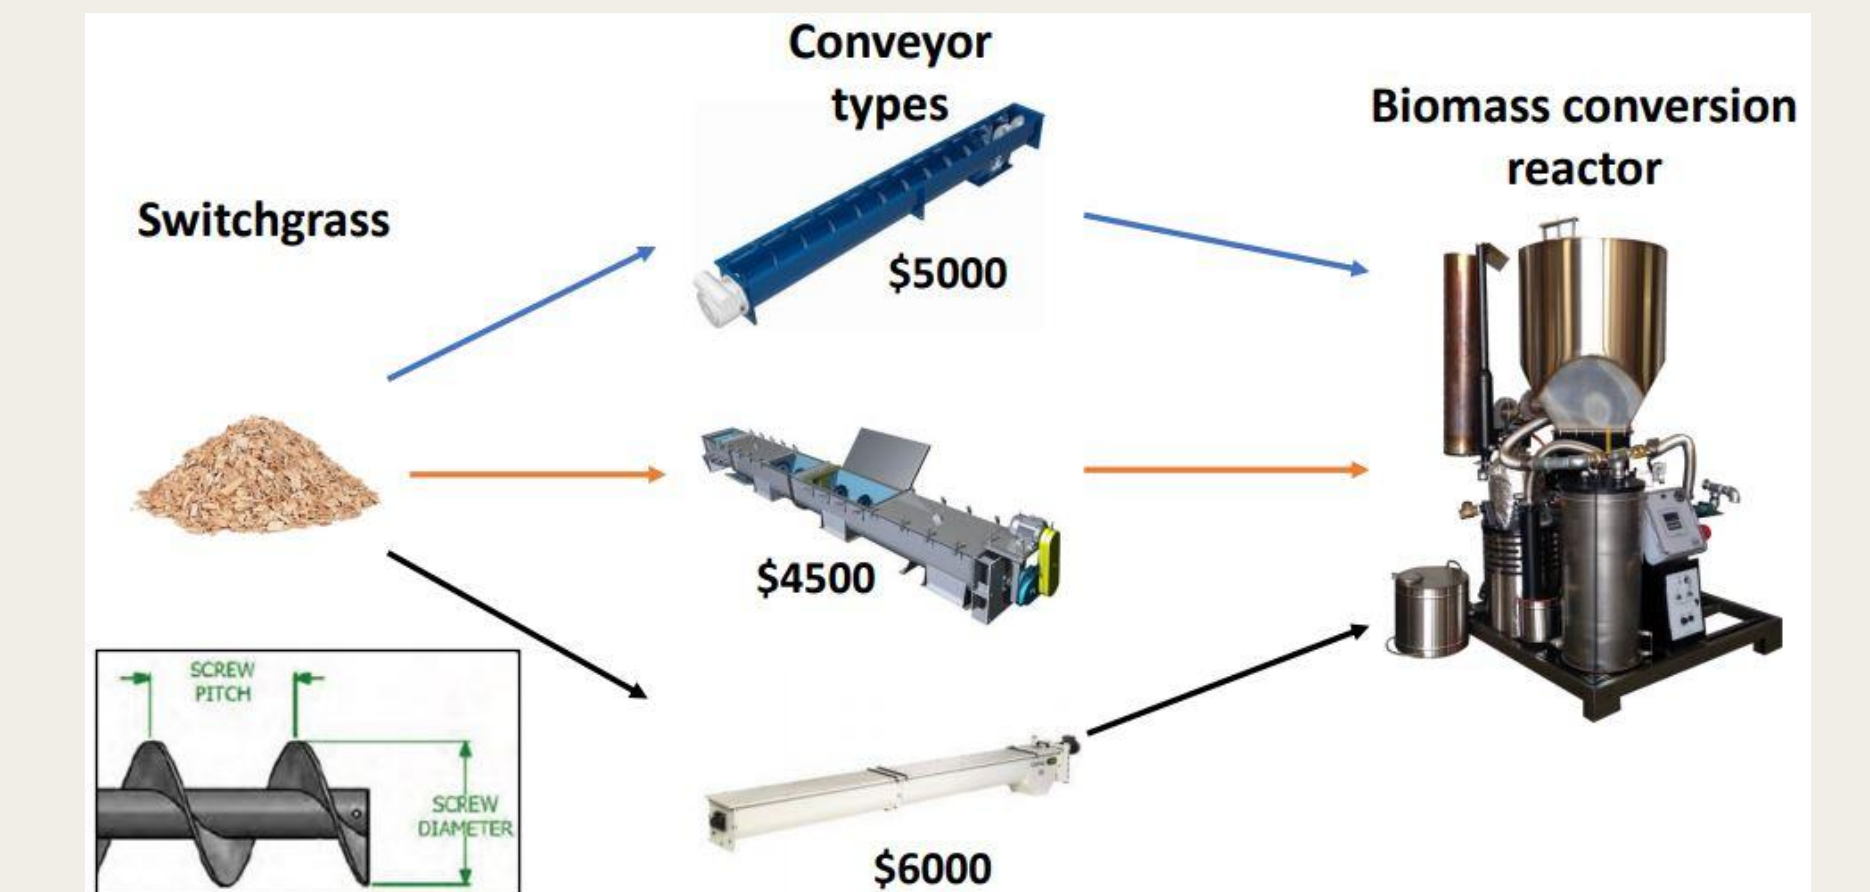 Conveyor
types
Biomass conversion
reactor
Switchgrass
$5000
$4500
SCREW
PITCH
SCREW
DIAMETER
$6000